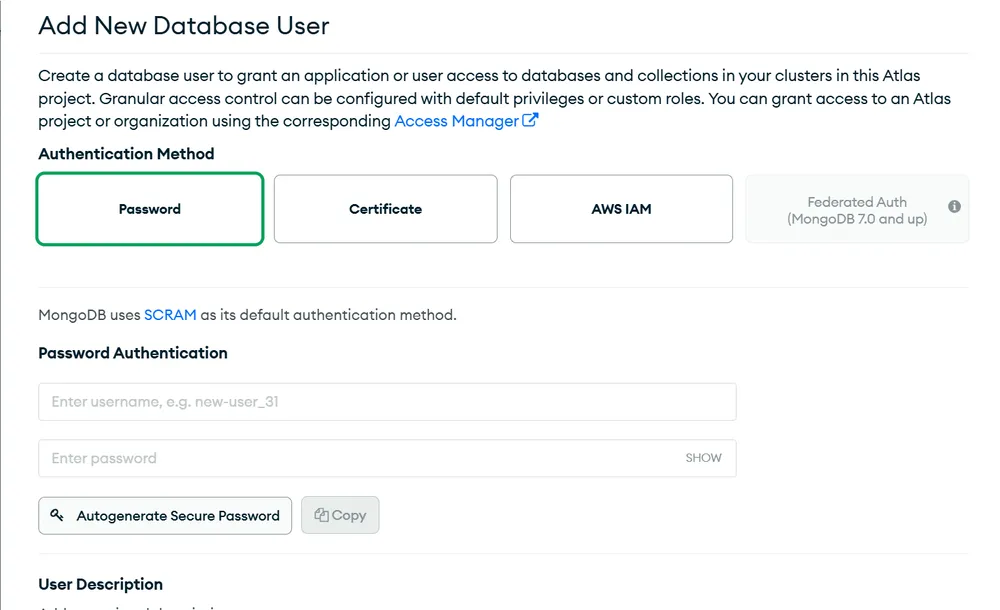 Add New Database User
Create a database user to grant an application or user access to databases and collections in your clusters in this Atlas
project. Granular access control can be configured with default privileges or custom roles. You can grant access to an Atlas
project or organization using the corresponding Access Manager
Authentication Method
Password
Certificate
AWS IAM
Federated Auth
(MongoDB 7.0 and up)
MongoDB uses SCRAM as its default authentication method.
Password Authentication
Enter username, e.g. new-user_31
Enter password
SHOW
Autogenerate Secure Password
Copy
User Description